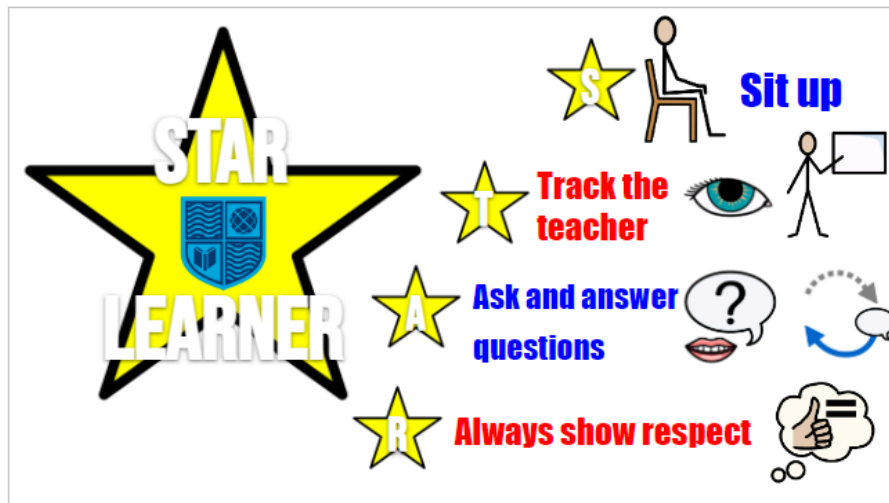 STAR
LEARNER
S Sit up
T Track the
teacher
A Ask and answer
questions
?
R Always show respect